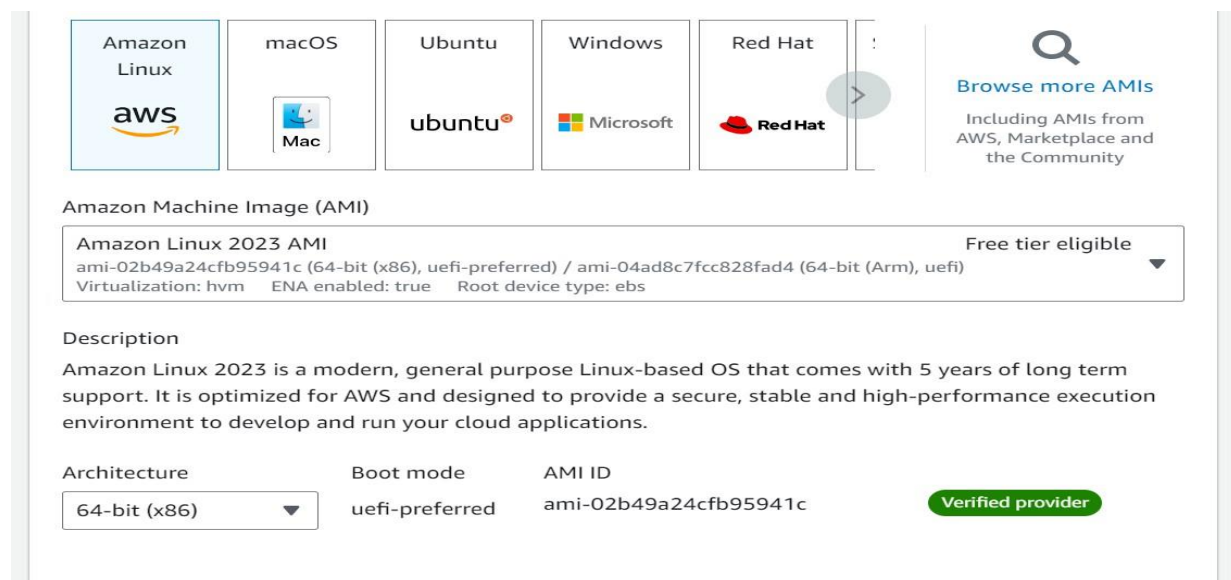 Amazon
Linux
aws
macOS
Mac
Ubuntu
ubuntu®
Windows
Microsoft
Red Hat
Red Hat
Browse more AMIs
Including AMIs from
AWS, Marketplace and
the Community
Amazon Machine Image (AMI)
Amazon Linux 2023 AMI
Free tier eligible
ami-02b49a24cfb95941c (64-bit (x86), uefi-preferred) / ami-04ad8c7fcc828fad4 (64-bit (Arm), uefi)
Virtualization: hvm ENA enabled: true Root device type: ebs
Description
Amazon Linux 2023 is a modern, general purpose Linux-based OS that comes with 5 years of long term
support. It is optimized for AWS and designed to provide a secure, stable and high-performance execution
environment to develop and run your cloud applications.
Architecture
Boot mode
AMI ID
64-bit (x86)
uefi-preferred
ami-02b49a24cfb95941c
Verified provider